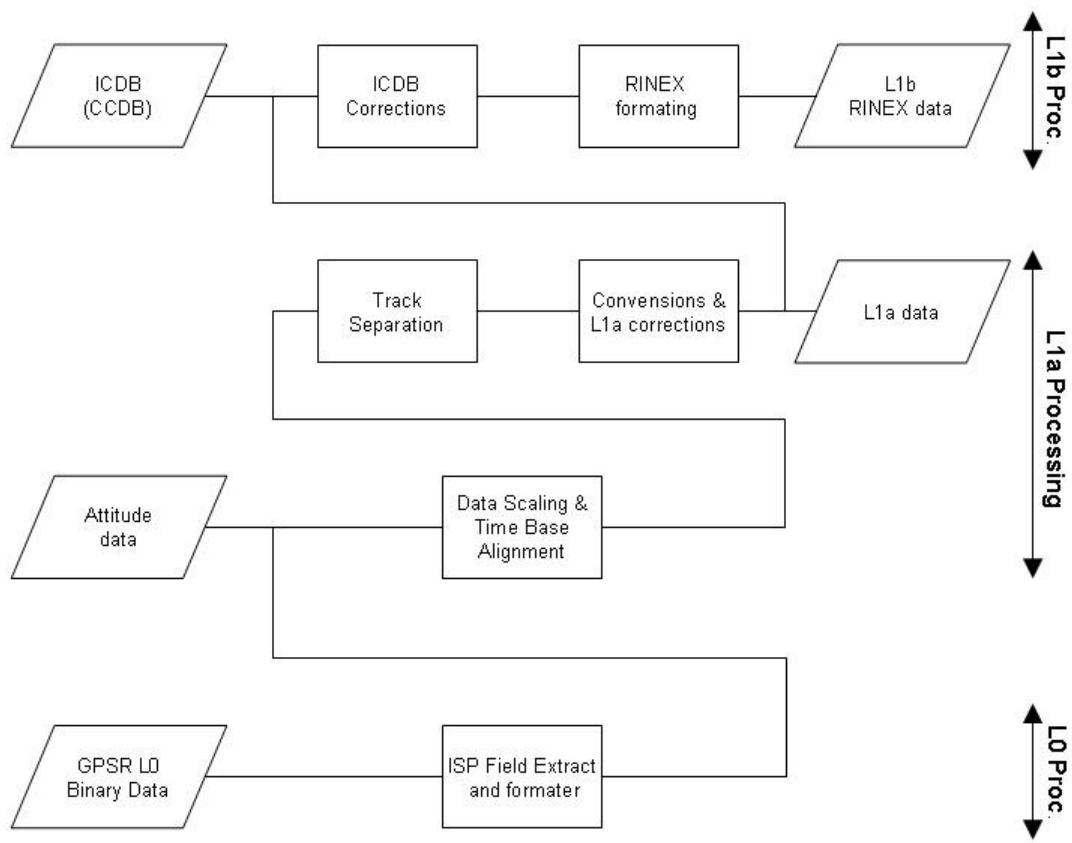 ICDB
(CCDB)
ICDB
Corrections
RINEX
formating
L1b
RINEX data
L1b Proc.
Track
Separation
Convensions &
L1a corrections
L1a data
L1a Processing
Attitude
data
Data Scaling &
Time Base
Alignment
GPSR L0
Binary Data
ISP Field Extract
and formater
L0 Proc.